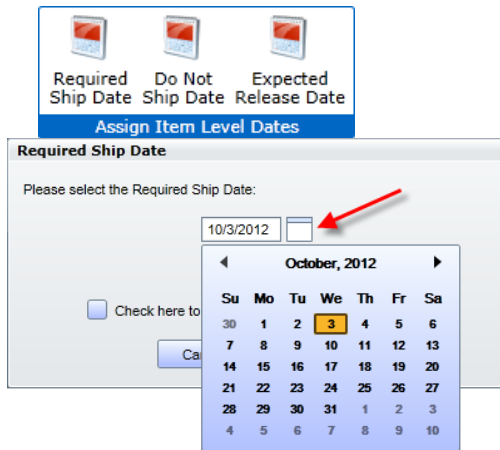 Required Do Not Expected
Ship Date Ship Date Release Date
Assign Item Level Dates
Required Ship Date
Please select the Required Ship Date:
10/3/2012
October, 2012
Su Mo Tu We Th Fr Sa
30 1 2 3 4 5 6
7 8 9 10 11 12 13
14 15 16 17 18 19 20
21 22 23 24 25 26 27
28 29 30 31 1 2 3
4 5 6 7 8 9 10
Check here to
Ca